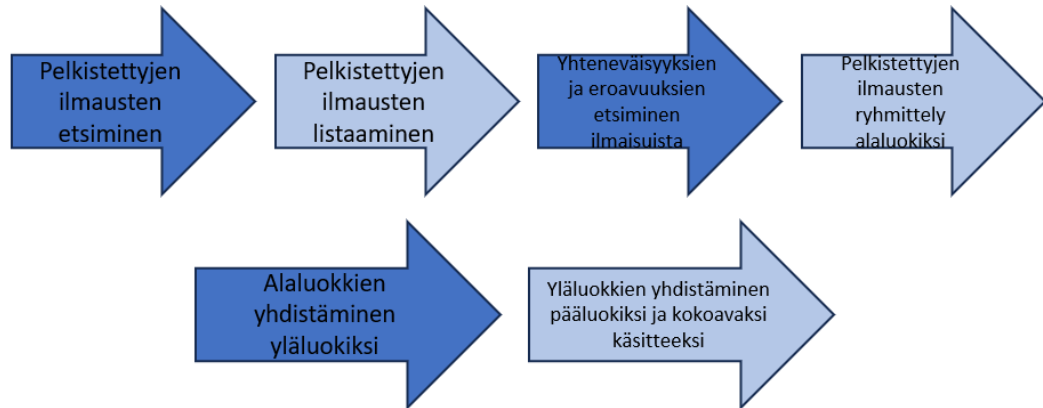 Pelkistettyjen
ilmausten
etsiminen
Pelkistettyjen
ilmausten
listaaminen
Yhteneväisyyksien
ja eroavuuksien
etsiminen
ilmaisuista
Pelkistettyjen
ilmausten
ryhmittely
alaluokiksi
Alaluokkien
yhdistäminen
yläluokiksi
Yläluokkien yhdistäminen
pääluokiksi ja kokoavaksi
käsitteeksi